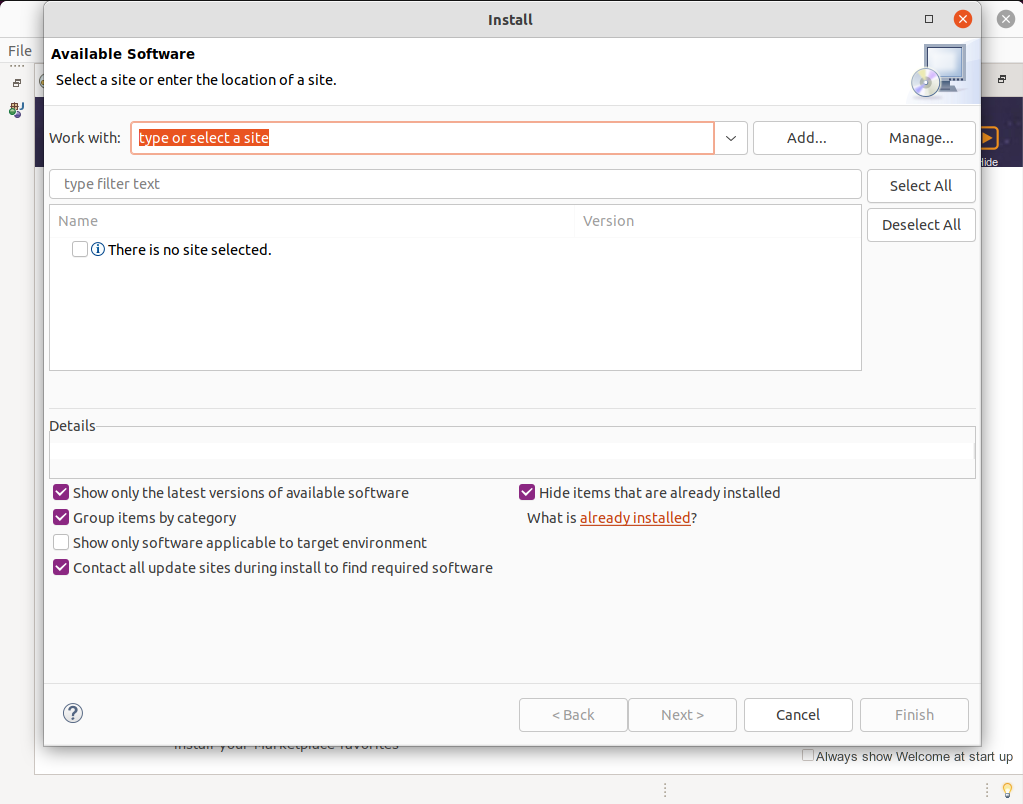 Install
File
Available Software
Select a site or enter the location of a site.
Work with: type or select a site Add... Manage...
Hide
type filter text Select All
Name Version Deselect All
There is no site selected.
Details
Show only the latest versions of available software Hide items that are already installed
Group items by category What is already installed?
Show only software applicable to target environment
Contact all update sites during install to find required software
? < Back Next > Cancel Finish
Install your Marketplace favorites
Always show Welcome at start up